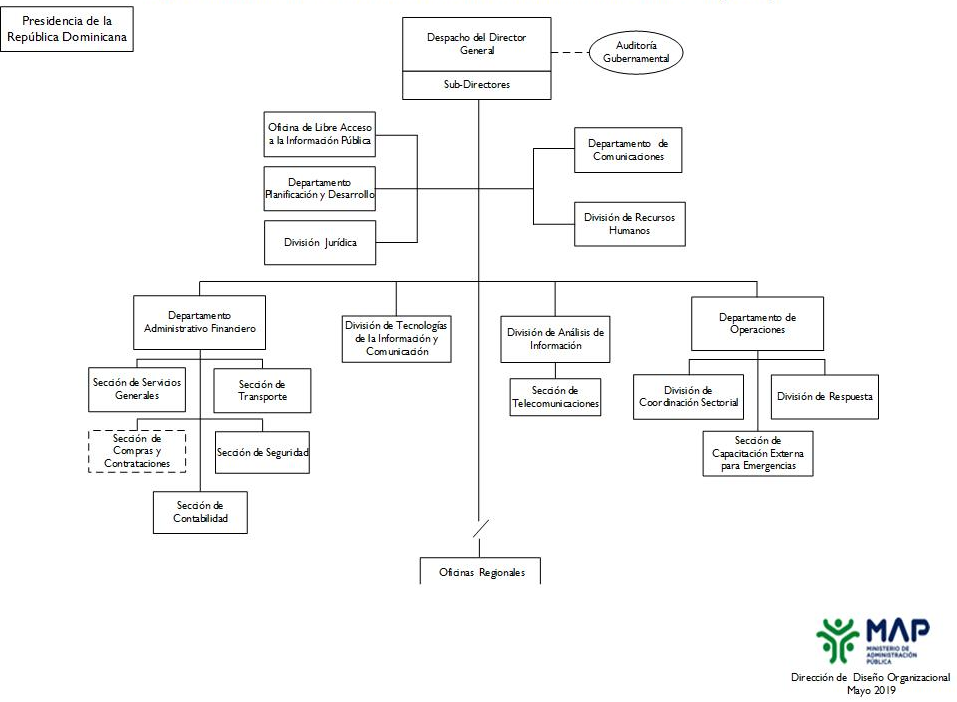 Presidencia de la
República Dominicana
Despacho del Director
General
Sub-Directores
Auditoría
Gubernamental
Oficina de Libre Acceso
a la Información Pública
Departamento
Planificación y Desarrollo
División Jurídica
Departamento de
Comunicaciones
División de Recursos
Humanos
Departamento
Administrativo Financiero
División de Tecnologías
de la Información y
Comunicación
División de Análisis de
Información
Departamento de
Operaciones
Sección de Servicios
Generales
Sección de
Transporte
Sección de
Telecomunicaciones
División de
Coordinación Sectorial
División de Respuesta
Sección de
Compras y
Contrataciones
Sección de Seguridad
Sección de
Capacitación Externa
para Emergencias
Sección de
Contabilidad
Oficinas Regionales
MAP
MINISTERIO DE
ADMINISTRACIÓN
PÚBLICA
Dirección de Diseño Organizacional
Mayo 2019